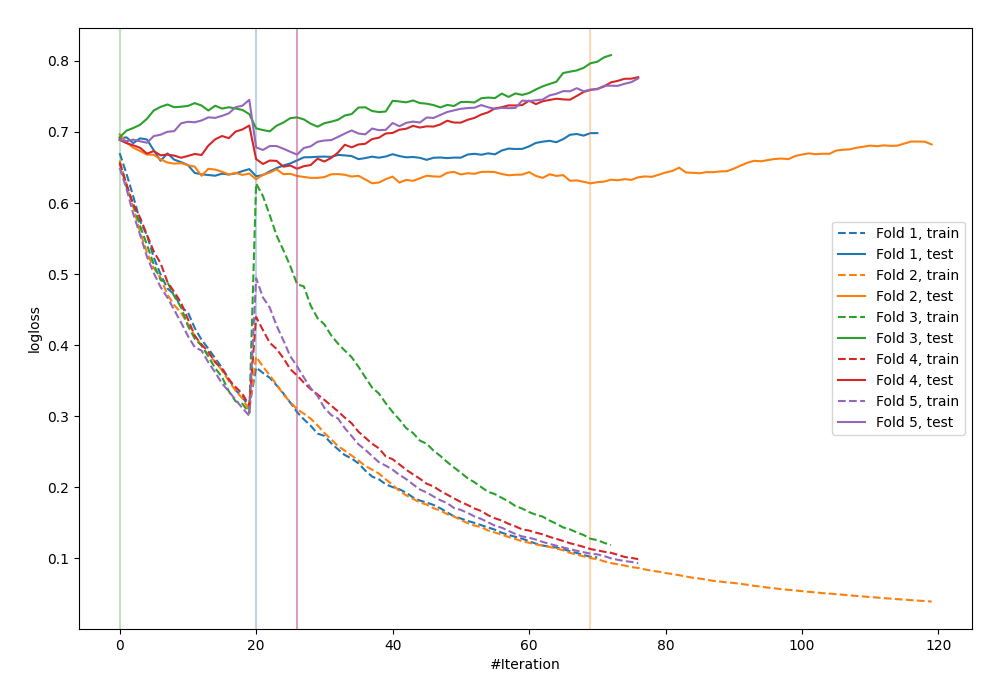 0.8
0.7
0.6
0.5
0.4
0.3
0.2
0.1
logloss
0
20
40
60
80
100
120
#Iteration
Fold 1, train
Fold 1, test
Fold 2, train
Fold 2, test
Fold 3, train
Fold 3, test
Fold 4, train
Fold 4, test
Fold 5, train
Fold 5, test